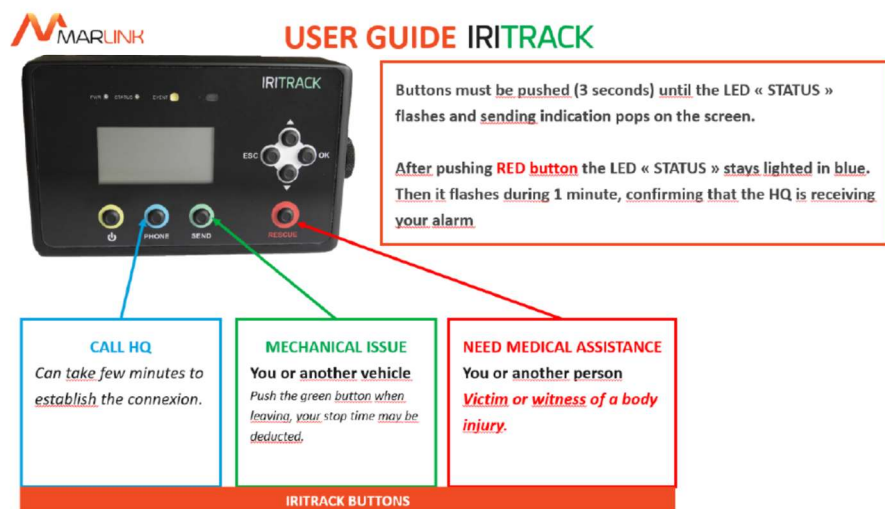 MARLINK
USER GUIDE IRITRACK
IRITRACK
PWR
STATUS
EVENT
ESC
OK
PHONE
SEND
RESCUE
Buttons must be pushed (3 seconds) until the LED « STATUS »
flashes and sending indication pops on the screen.
After pushing RED button the LED « STATUS » stays lighted in blue.
Then it flashes during 1 minute, confirming that the HQ is receiving
your alarm
CALL HQ
Can take few minutes to
establish the connexion.
MECHANICAL ISSUE
You or another vehicle
Push the green button when
leaving, your stop time may be
deducted.
NEED MEDICAL ASSISTANCE
You or another person
Victim or witness of a body
injury.
IRITRACK BUTTONS